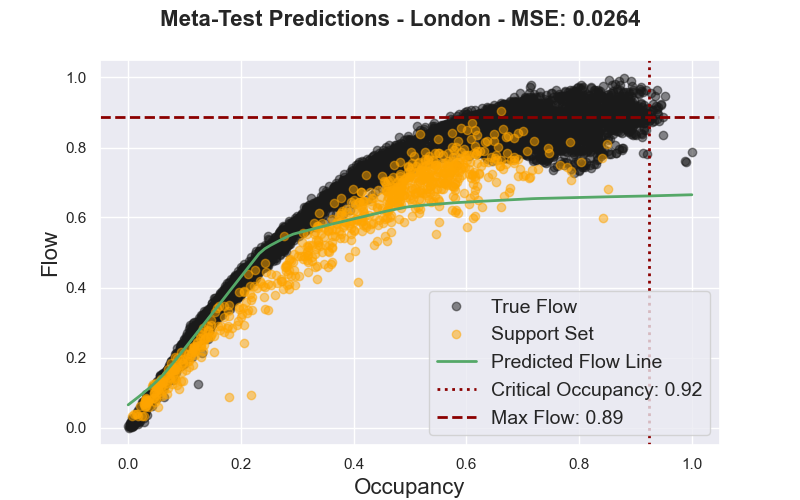 Meta-Test Predictions - London - MSE: 0.0264
1.0
0.8
0.6
0.4
0.2
0.0
Flow
True Flow
Support Set
Predicted Flow Line
Critical Occupancy: 0.92
Max Flow: 0.89
0.0 0.2 0.4 0.6 0.8 1.0
Occupancy